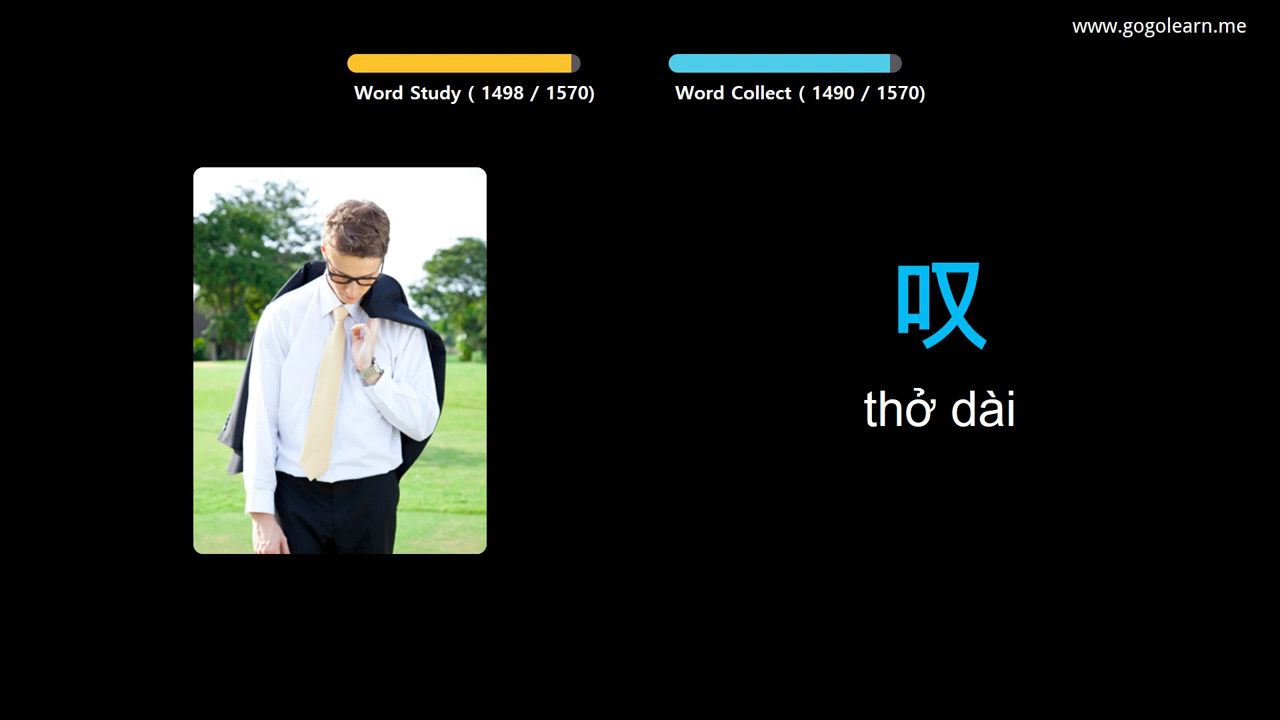 www.gogolearn.me
Word Study ( 1498 / 1570)
Word Collect ( 1490 / 1570)
叹
thở dài